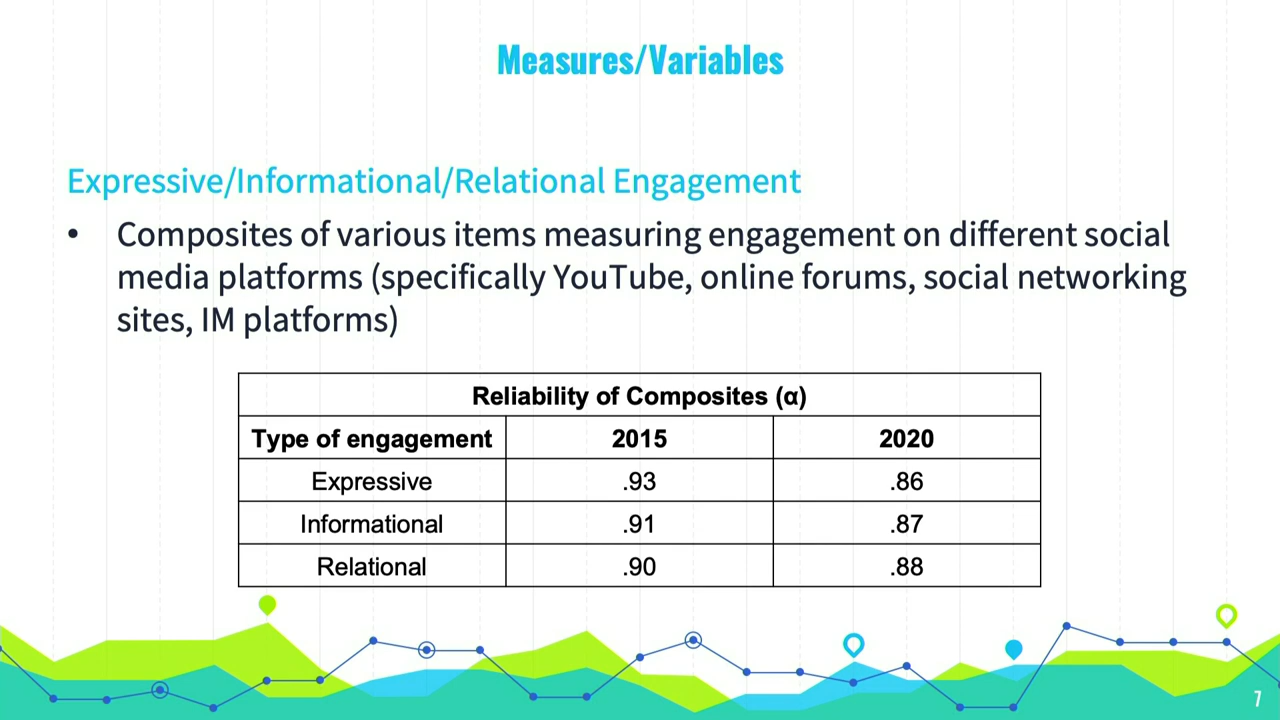 Measures/Variables
Expressive/Informational/Relational Engagement
• Composites of various items measuring engagement on different social
media platforms (specifically YouTube, online forums, social networking
sites, IM platforms)
Reliability of Composites (α)
Type of engagement 2015 2020
Expressive .93 .86
Informational .91 .87
Relational .90 .88
7